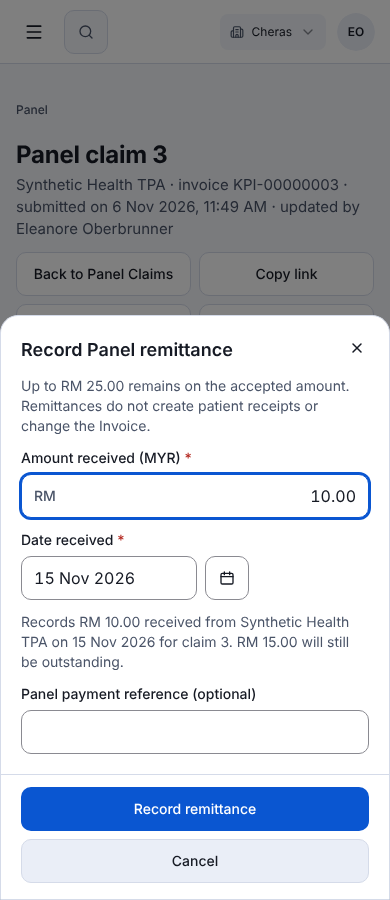 Cheras
EO
Panel
Panel claim 3
Synthetic Health TPA · invoice KPI-00000003 ·
submitted on 6 Nov 2026, 11:49 AM · updated by
Eleanore Oberbrunner
Back to Panel Claims
Copy link
Record Panel remittance
Up to RM 25.00 remains on the accepted amount.
Remittances do not create patient receipts or
change the Invoice.
Amount received (MYR) *
RM 10.00
Date received *
15 Nov 2026
Records RM 10.00 received from Synthetic Health
TPA on 15 Nov 2026 for claim 3. RM 15.00 will still
be outstanding.
Panel payment reference (optional)
Record remittance
Cancel